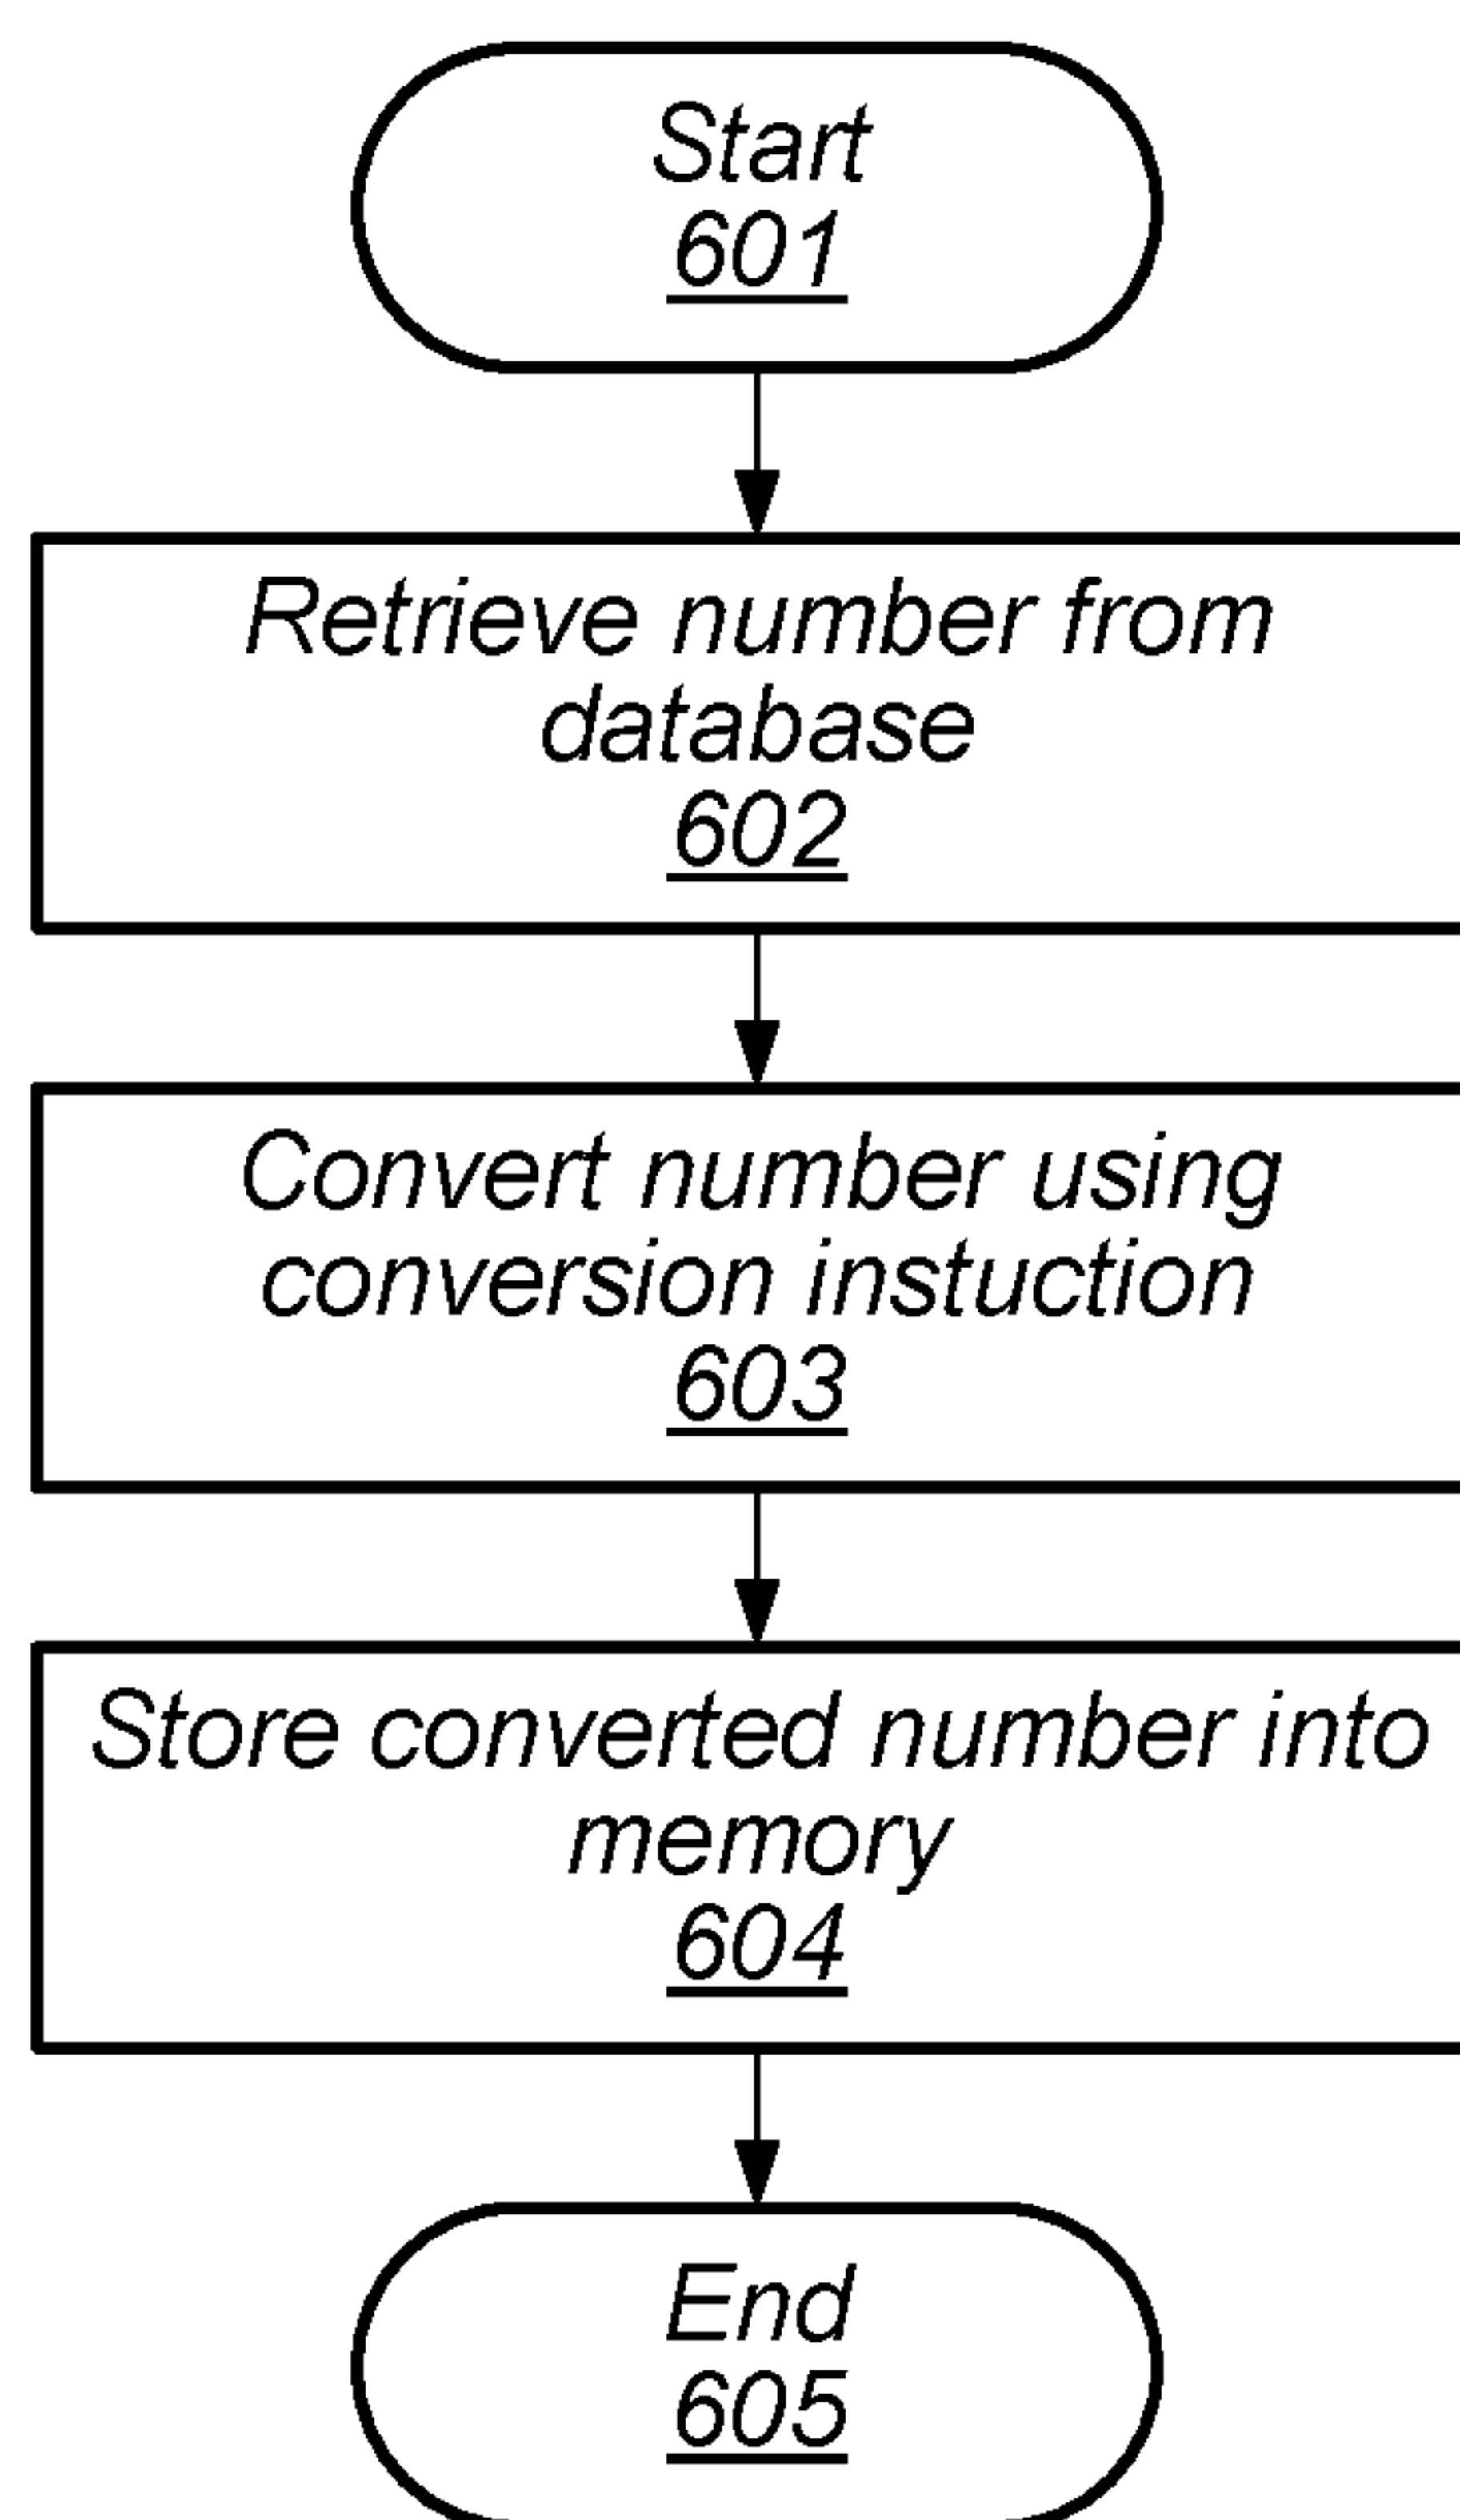 Start
601
Retrieve number from
database
602
Convert number using
conversion instuction
603
Store converted number into
memory
604
End
605